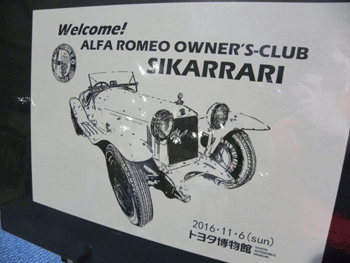 Welcome!
ALFA ROMEO OWNER'S-CLUB
SIKARRARI
2016・11・6(sun)
トヨタ博物館